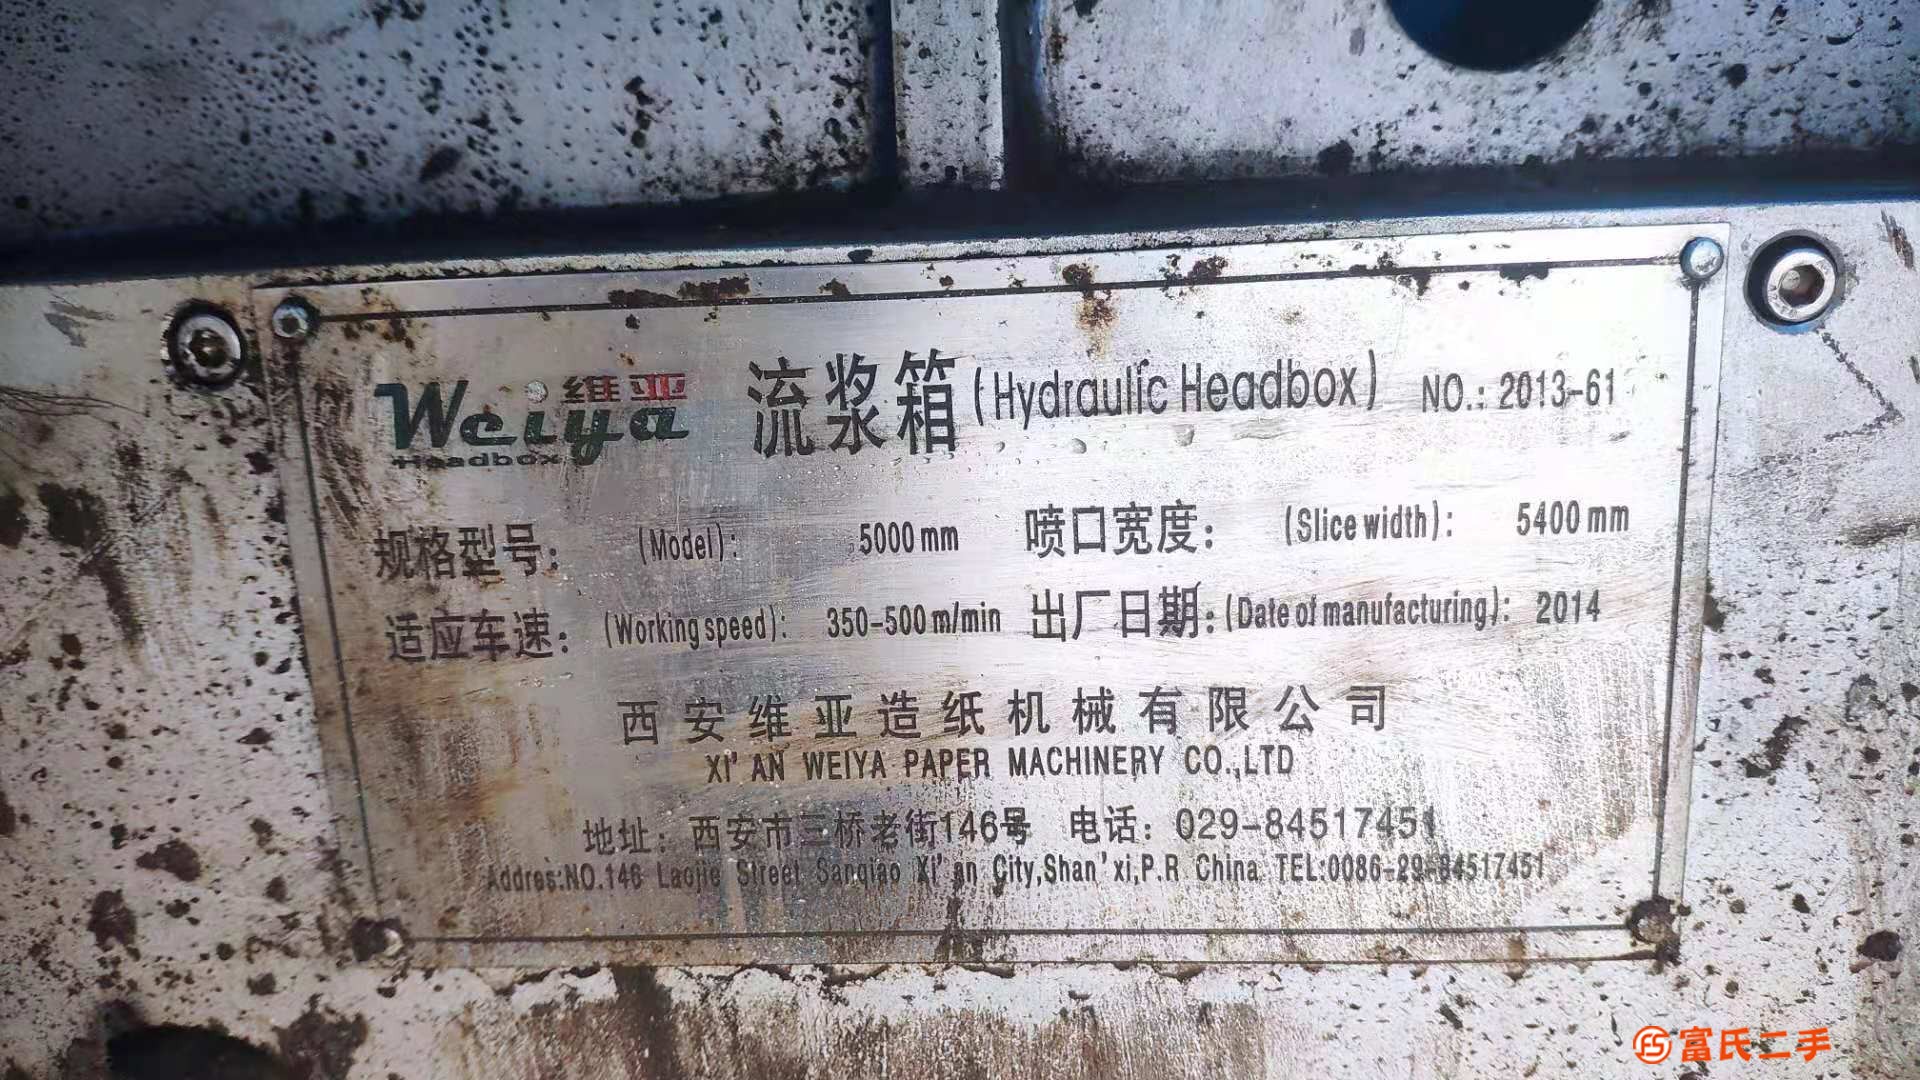 Weiya 维亚 Headbox 流浆箱 (Hydraulic Headbox) NO.: 2013-61
规格型号: (Model): 5000mm 喷口宽度: (Slice width): 5400mm
适应车速: (Working speed): 350-500m/min 出厂日期: (Date of manufacturing): 2014
西安维亚造纸机械有限公司
XI'AN WEIYA PAPER MACHINERY CO.,LTD
地址: 西安市三桥老街146号 电话: 029-84517451
Addres:NO.146 Laojie Street Sanqiao Xi'an City,Shan'xi,P.R China TEL:0086-29-84517451
富氏二手